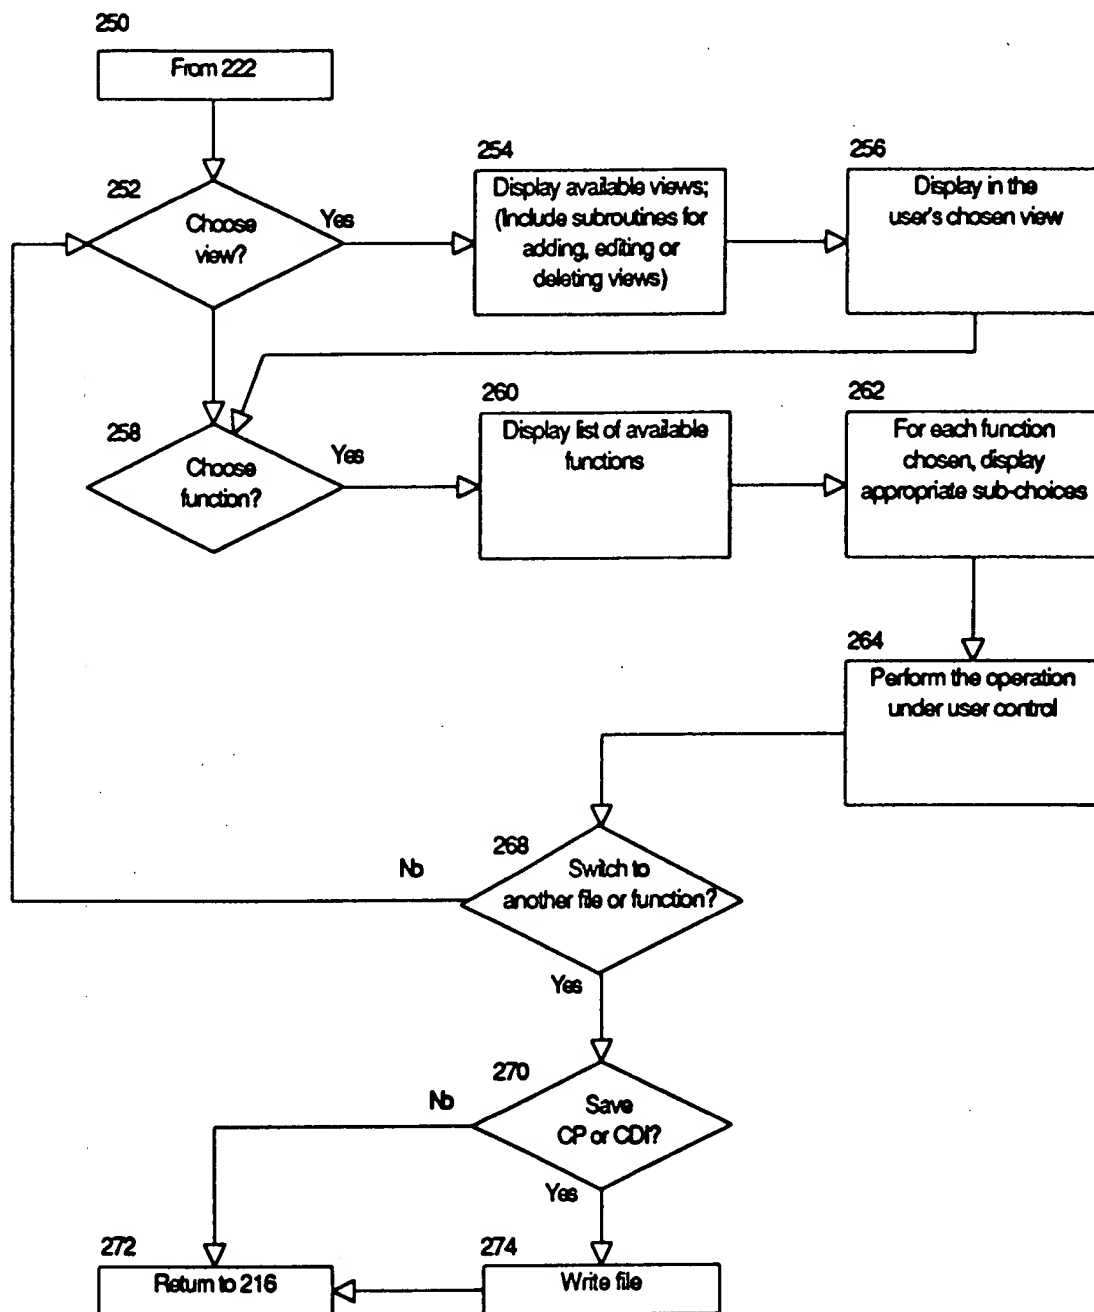 250
From 222
252
Choose
view?
Yes
254
Display available views;
(Include subroutines for
adding, editing or
deleting views)
256
Display in the
user's chosen view
258
Choose
function?
Yes
260
Display list of available
functions
262
For each function
chosen, display
appropriate sub-choices
264
Perform the operation
under user control
268
Switch to
another file or function?
No
Yes
270
Save
CP or CDI?
No
Yes
272
Return to 216
274
Write file